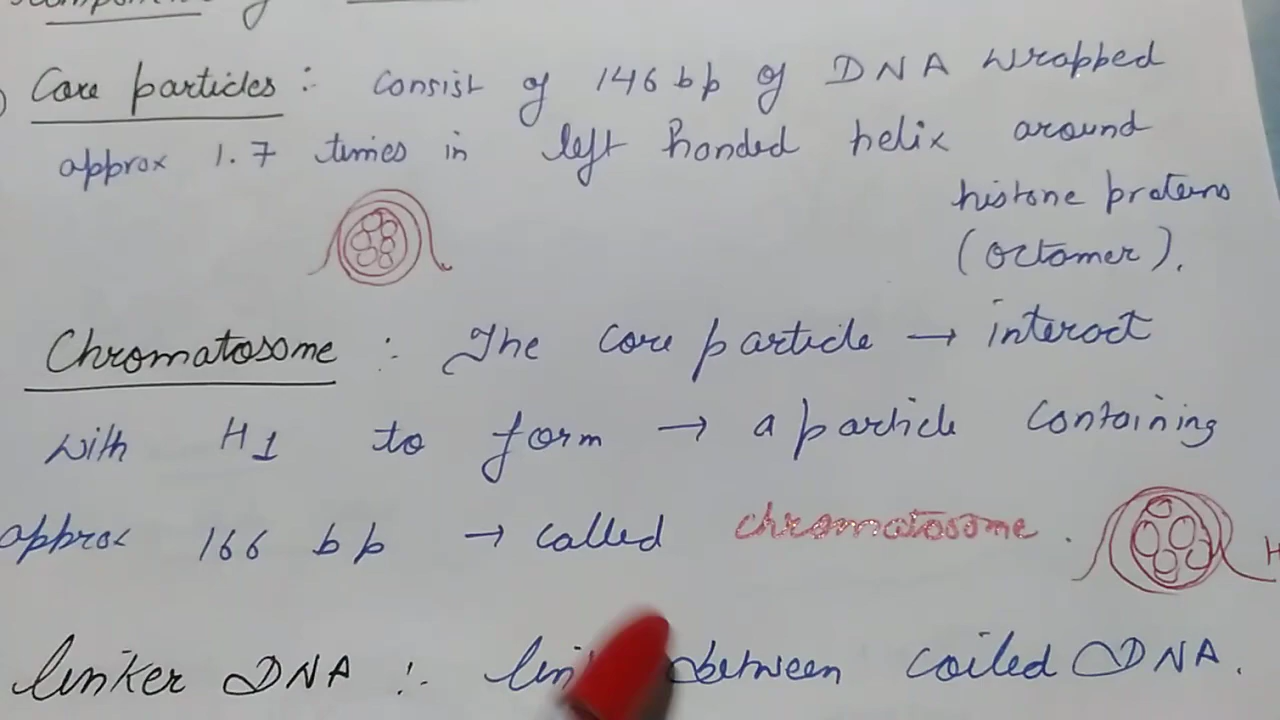 Core particles :- consist of 146 bp of DNA wrapped
approx 1.7 times in left handed helix around
histone proteins
(octamer).
Chromatosome :- The core particle → interact
with H1 to form → a particle containing
approx 166 bp → called chromatosome.
H
linker DNA :- between coiled DNA.